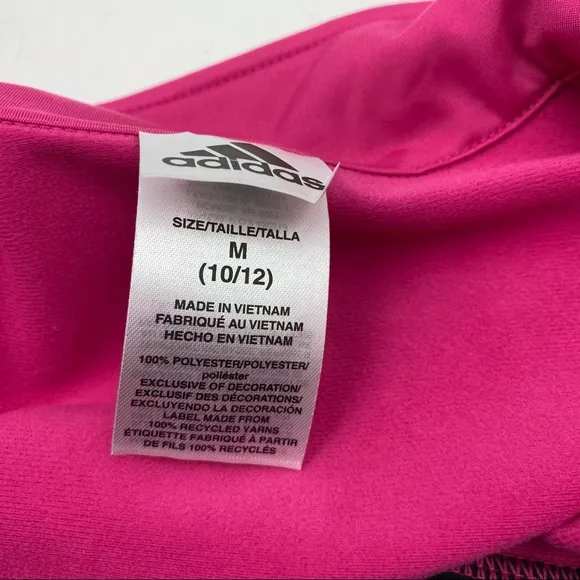 adidas
SIZE/TAILLE/TALLA
M
(10/12)
MADE IN VIETNAM
FABRIQUÉ AU VIETNAM
HECHO EN VIETNAM
100% POLYESTER/POLYESTER/
poliéster
EXCLUSIVE OF DECORATION/
EXCLUSIF DES DÉCORATIONS/
EXCLUYENDO LA DECORACIÓN
LABEL MADE FROM
100% RECYCLED YARNS
ÉTIQUETTE FABRIQUÉ À PARTIR
DE FILS 100% RECYCLÉS